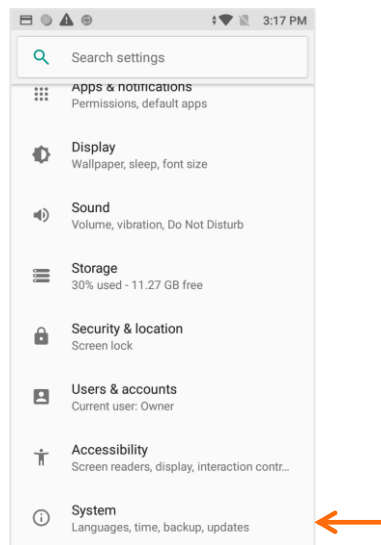 3:17 PM
Search settings
Apps & notifications
Permissions, default apps
Display
Wallpaper, sleep, font size
Sound
Volume, vibration, Do Not Disturb
Storage
30% used - 11.27 GB free
Security & location
Screen lock
Users & accounts
Current user: Owner
Accessibility
Screen readers, display, interaction contr...
System
Languages, time, backup, updates